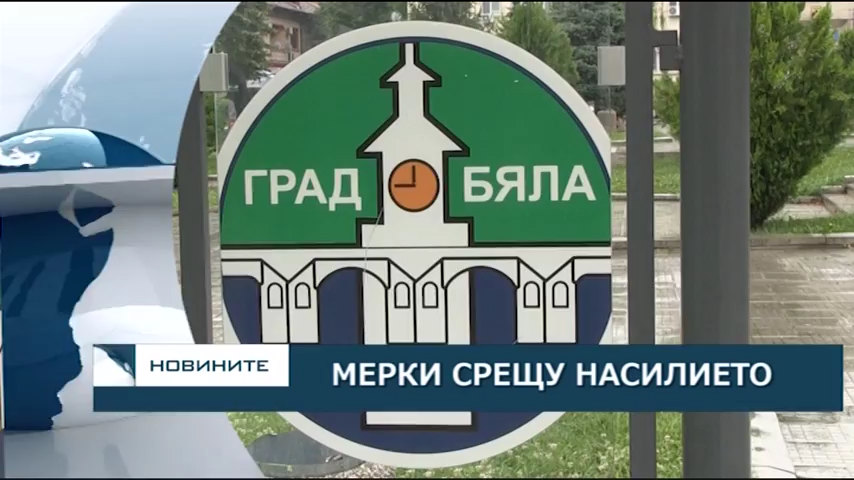 ГРАД БЯЛА
НОВИНИТЕ
МЕРКИ СРЕЩУ НАСИЛИЕТО